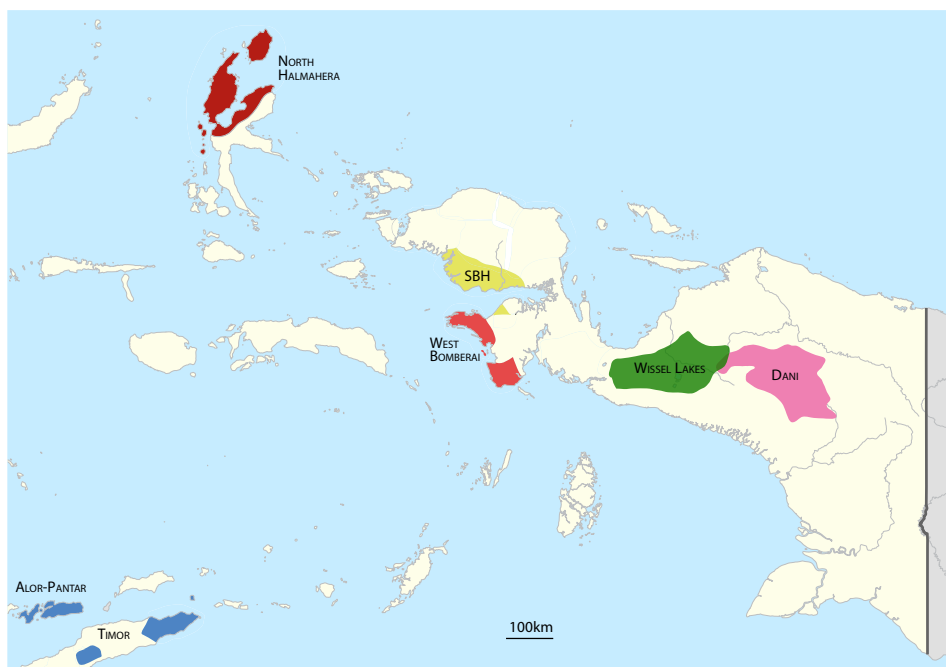 North
Halmahera
SBH
West
Bomberai
Wissel Lakes
Dani
Alor-Pantar
Timor
100km